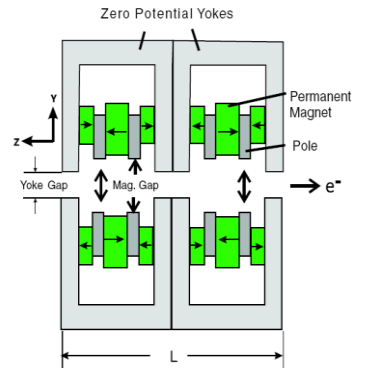 Zero Potential Yokes
Y
Z
Permanent
Magnet
Pole
Yoke Gap
Mag. Gap
e-
L